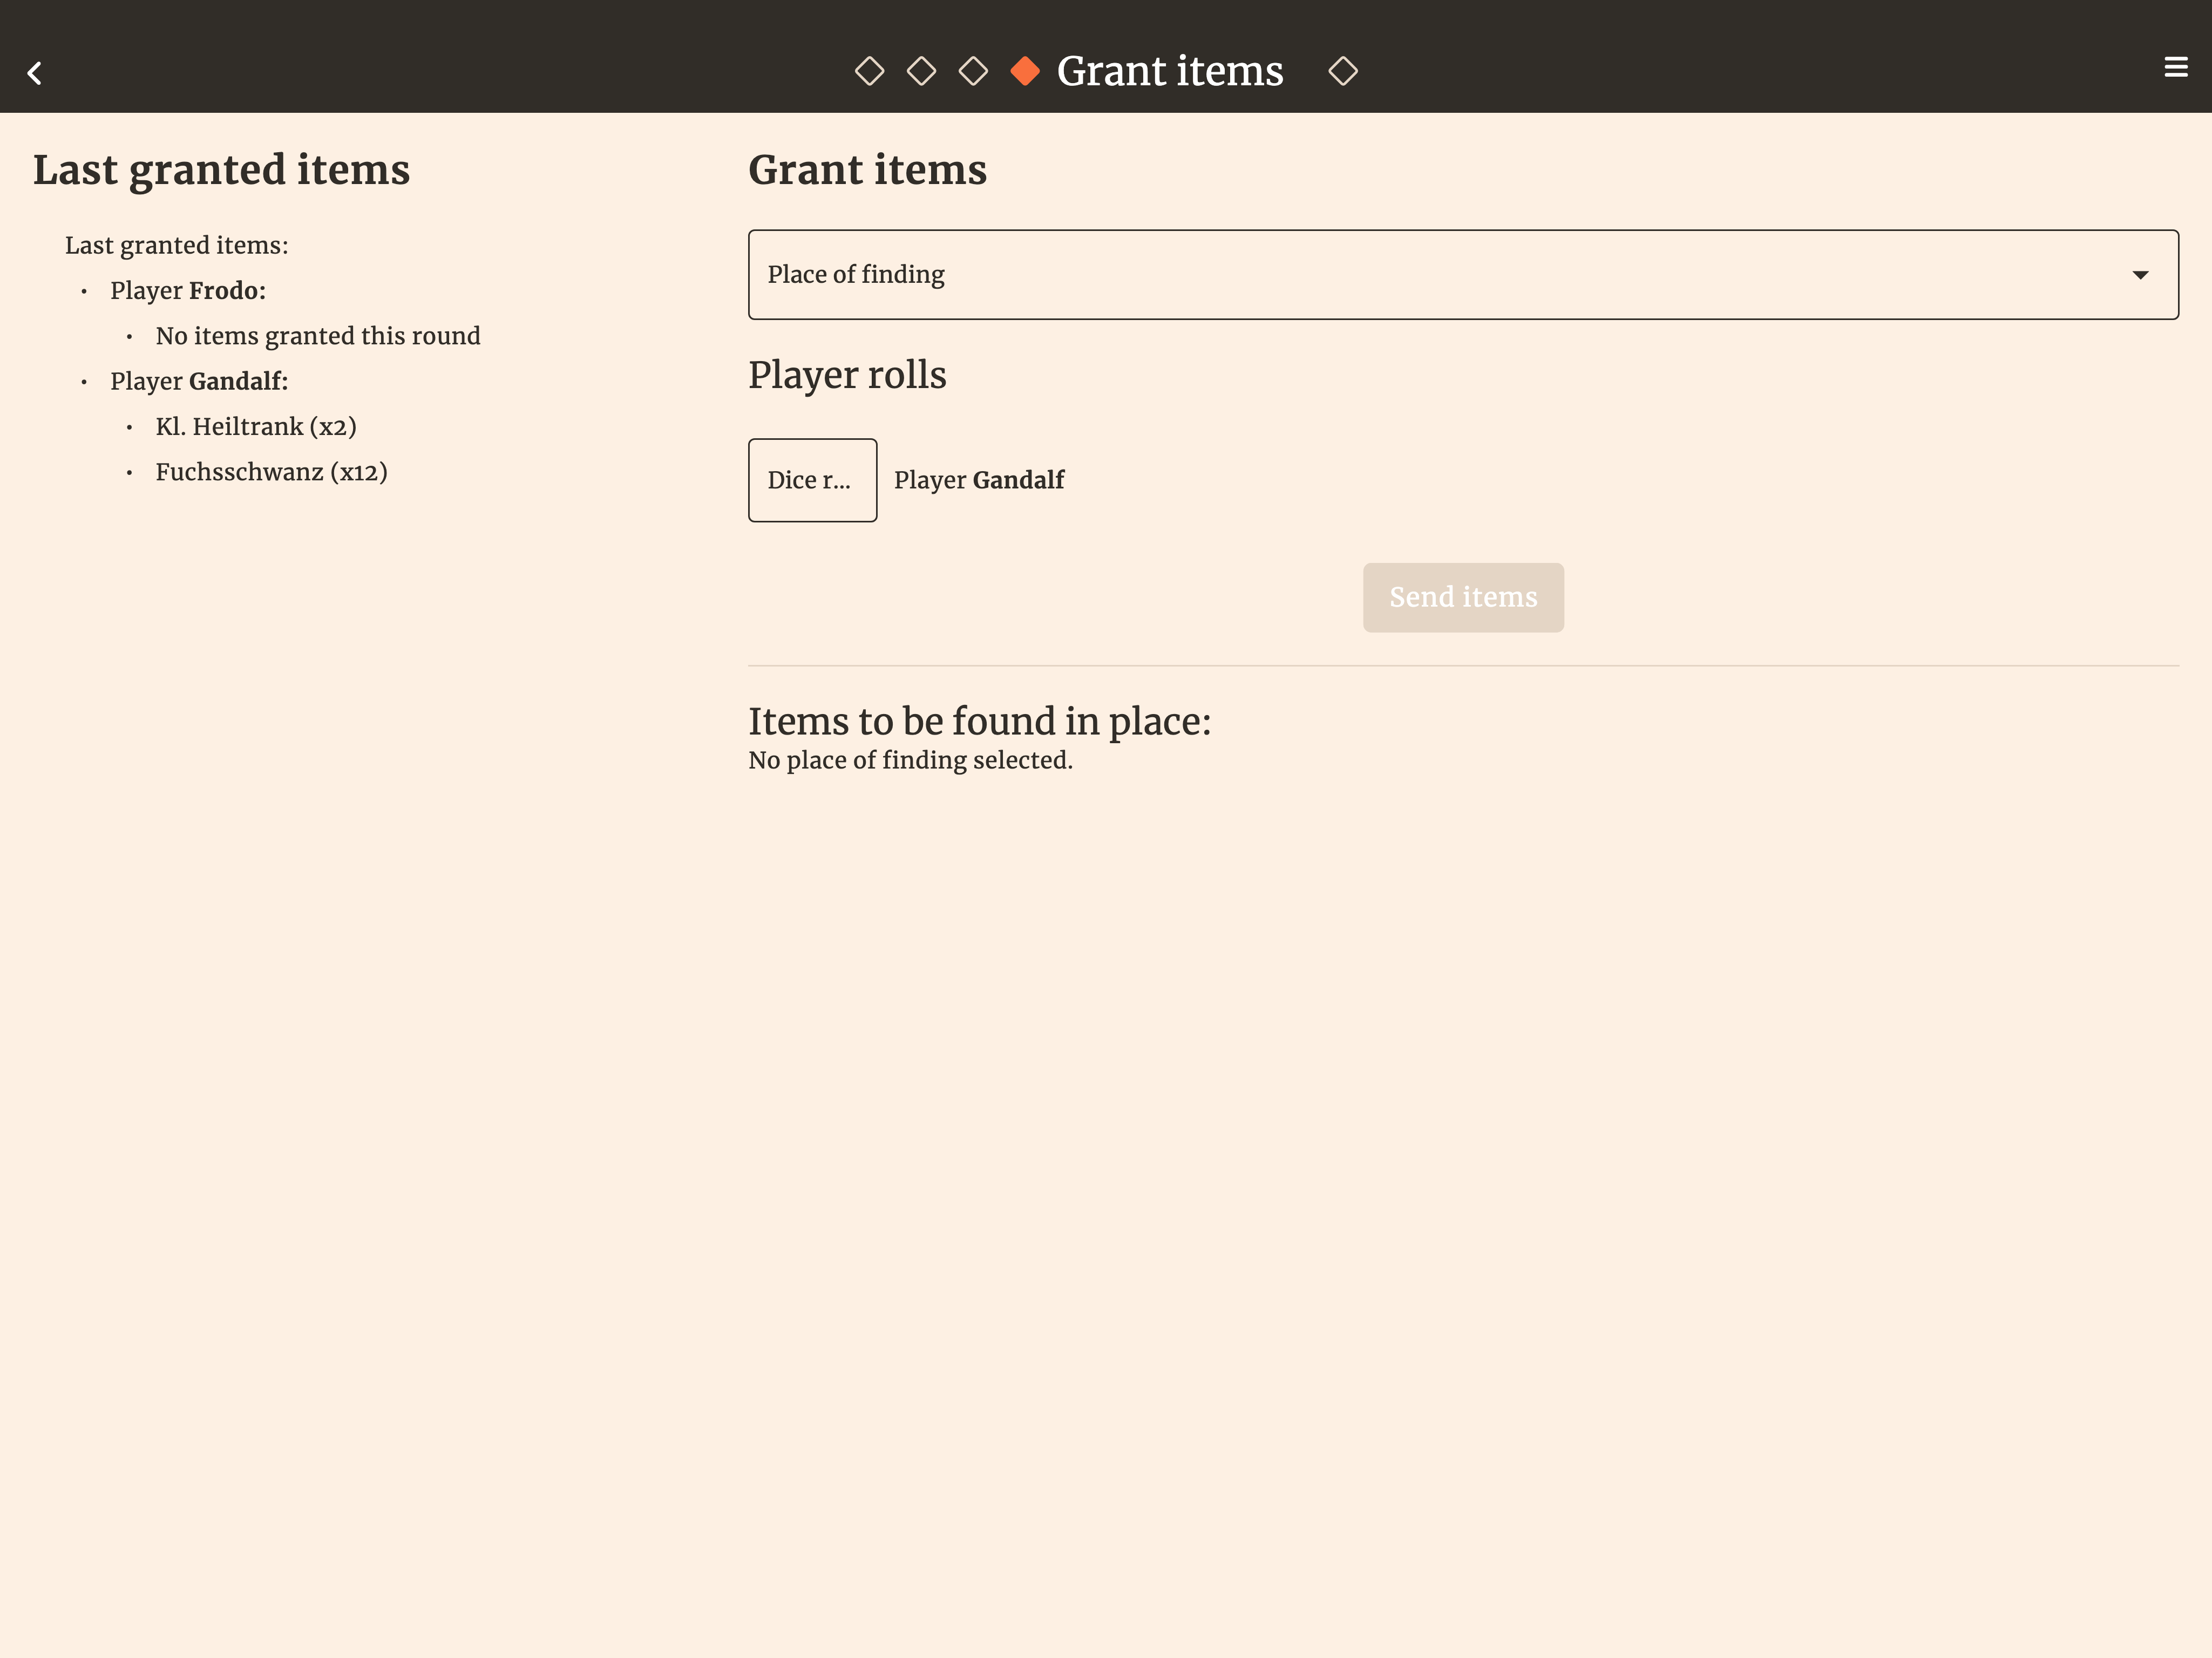 Grant items
Last granted items
Last granted items:
Player Frodo:
No items granted this round
Player Gandalf:
Kl. Heiltrank (x2)
Fuchsschwanz (x12)
Grant items
Place of finding
Player rolls
Dice r... Player Gandalf
Send items
Items to be found in place:
No place of finding selected.